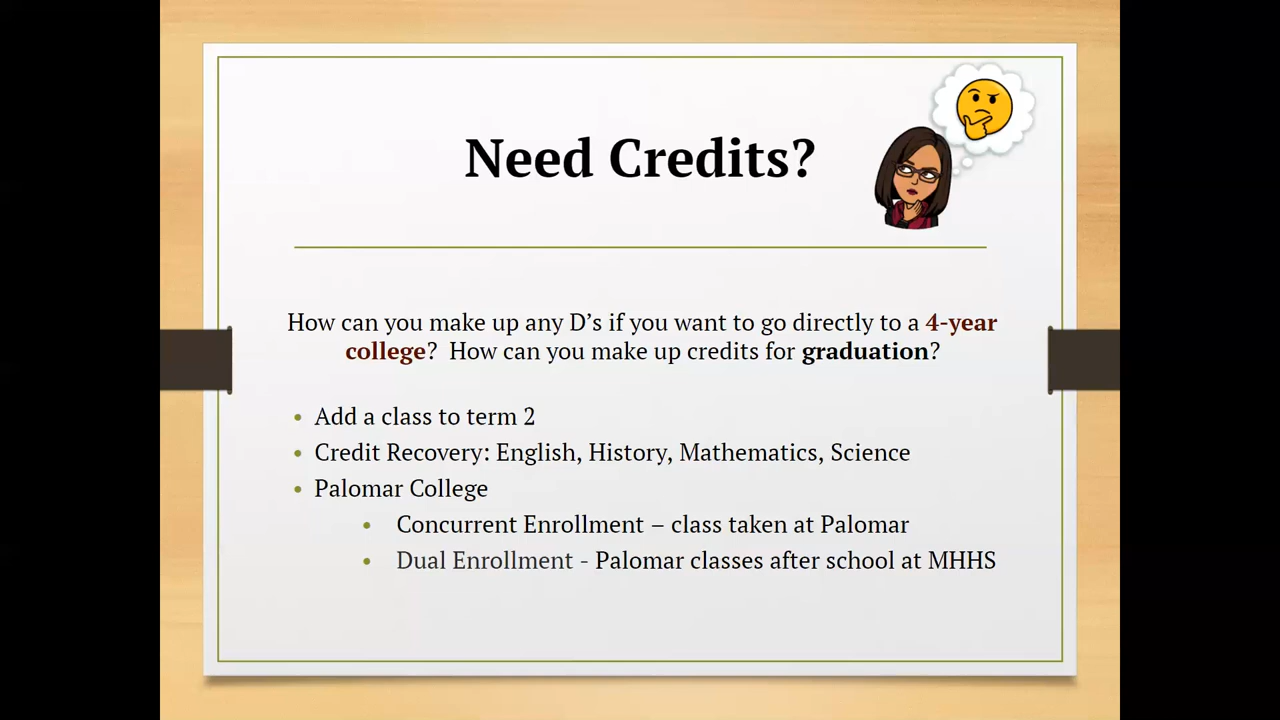 Need Credits?
How can you make up any D’s if you want to go directly to a 4-year
college?  How can you make up credits for graduation?
• Add a class to term 2
• Credit Recovery: English, History, Mathematics, Science
• Palomar College
• Concurrent Enrollment – class taken at Palomar
• Dual Enrollment - Palomar classes after school at MHHS